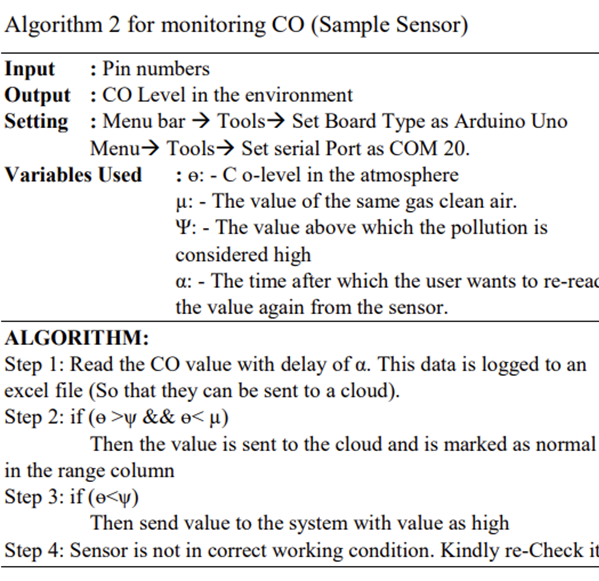 Algorithm 2 for monitoring CO (Sample Sensor)
Input : Pin numbers
Output : CO Level in the environment
Setting : Menu bar → Tools→ Set Board Type as Arduino Uno
Menu→ Tools→ Set serial Port as COM 20.
Variables Used : ɵ: - C o-level in the atmosphere
µ: - The value of the same gas clean air.
Ψ: - The value above which the pollution is
considered high
α: - The time after which the user wants to re-read
the value again from the sensor.
ALGORITHM:
Step 1: Read the CO value with delay of α. This data is logged to an
excel file (So that they can be sent to a cloud).
Step 2: if (ɵ >ψ && ɵ< µ)
Then the value is sent to the cloud and is marked as normal
in the range column
Step 3: if (ɵ<ψ)
Then send value to the system with value as high
Step 4: Sensor is not in correct working condition. Kindly re-Check it